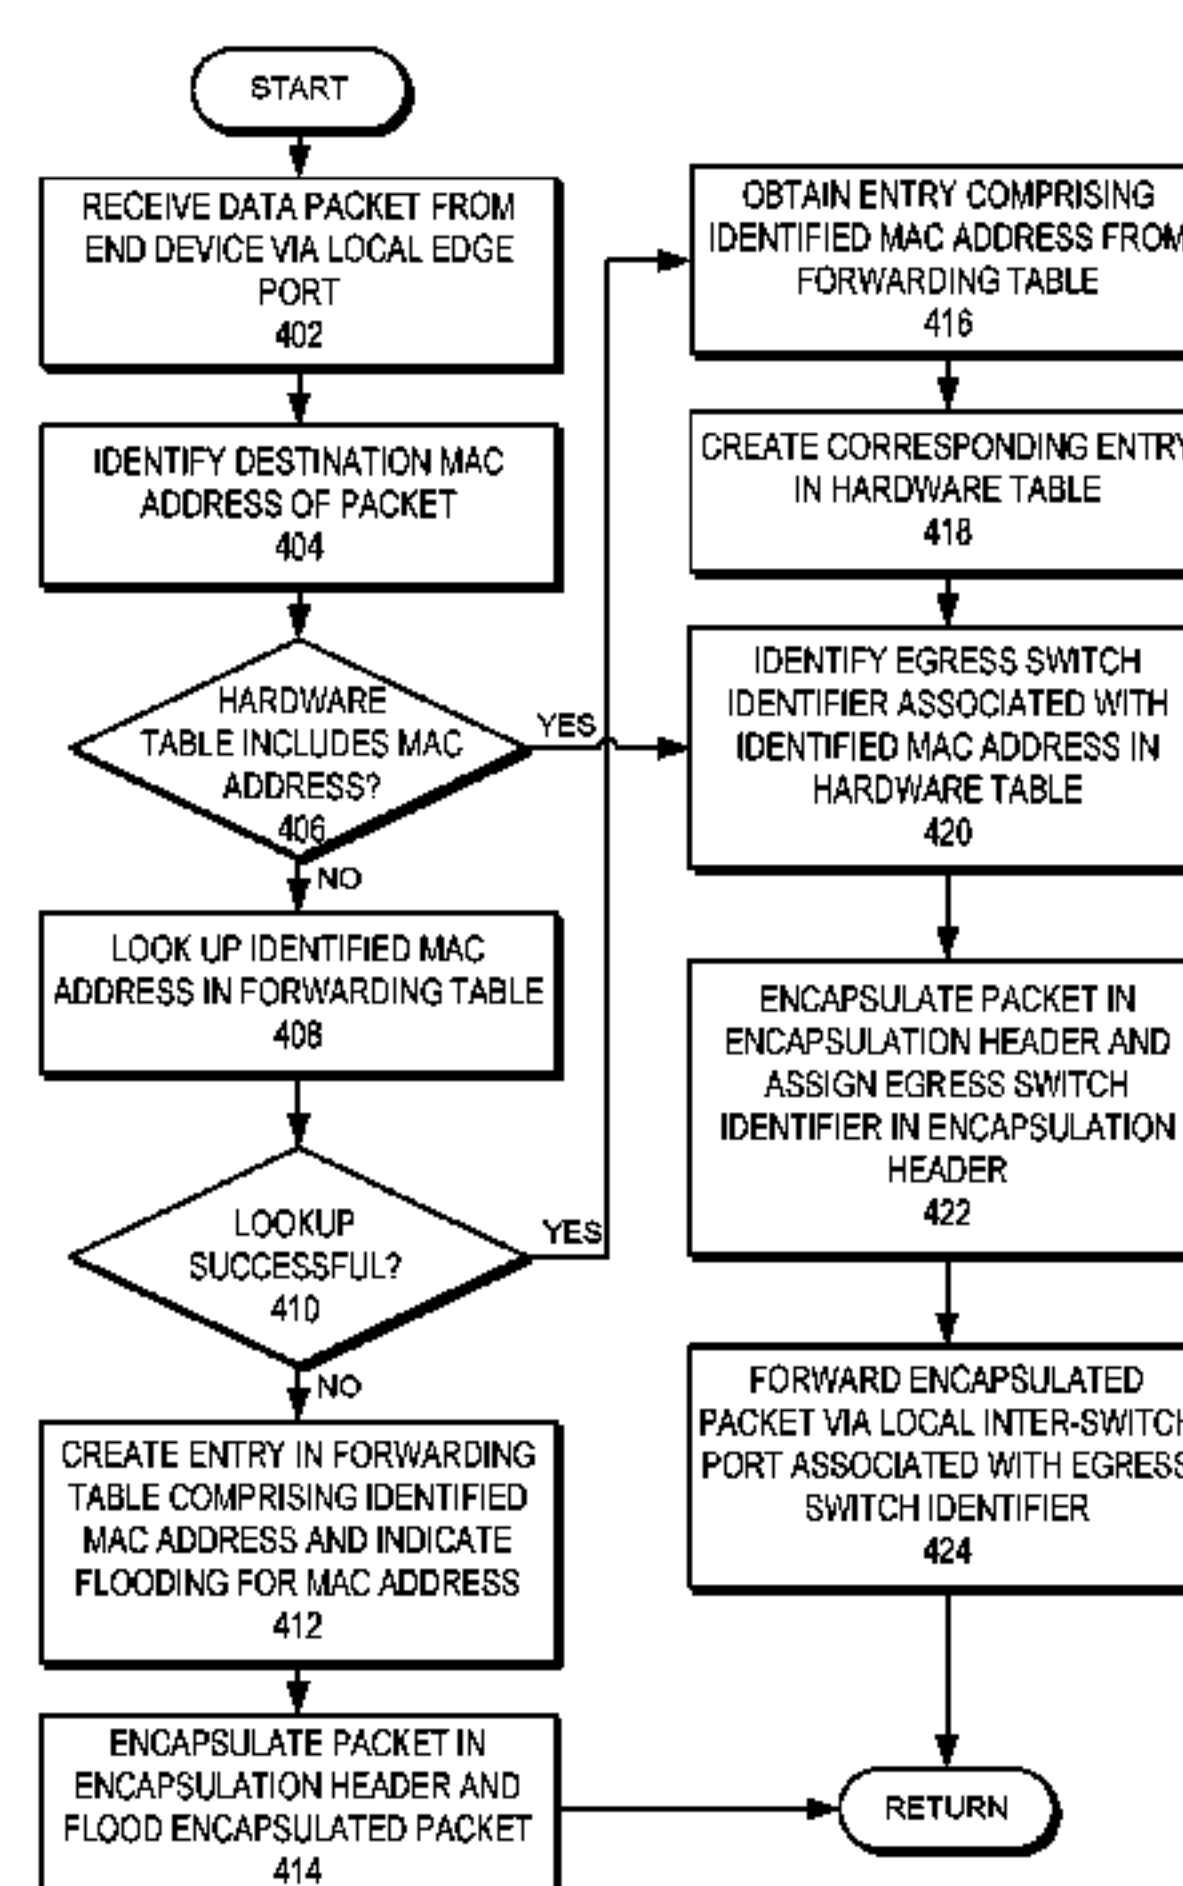 START
RECEIVE DATA PACKET FROM
END DEVICE VIA LOCAL EDGE
PORT
402
IDENTIFY DESTINATION MAC
ADDRESS OF PACKET
404
HARDWARE
TABLE INCLUDES MAC
ADDRESS?
406
YES
NO
LOOK UP IDENTIFIED MAC
ADDRESS IN FORWARDING TABLE
408
LOOKUP
SUCCESSFUL?
410
YES
NO
CREATE ENTRY IN FORWARDING
TABLE COMPRISING IDENTIFIED
MAC ADDRESS AND INDICATE
FLOODING FOR MAC ADDRESS
412
ENCAPSULATE PACKET IN
ENCAPSULATION HEADER AND
FLOOD ENCAPSULATED PACKET
414
OBTAIN ENTRY COMPRISING
IDENTIFIED MAC ADDRESS FROM
FORWARDING TABLE
416
CREATE CORRESPONDING ENTRY
IN HARDWARE TABLE
418
IDENTIFY EGRESS SWITCH
IDENTIFIER ASSOCIATED WITH
IDENTIFIED MAC ADDRESS IN
HARDWARE TABLE
420
ENCAPSULATE PACKET IN
ENCAPSULATION HEADER AND
ASSIGN EGRESS SWITCH
IDENTIFIER IN ENCAPSULATION
HEADER
422
FORWARD ENCAPSULATED
PACKET VIA LOCAL INTER-SWITCH
PORT ASSOCIATED WITH EGRESS
SWITCH IDENTIFIER
424
RETURN